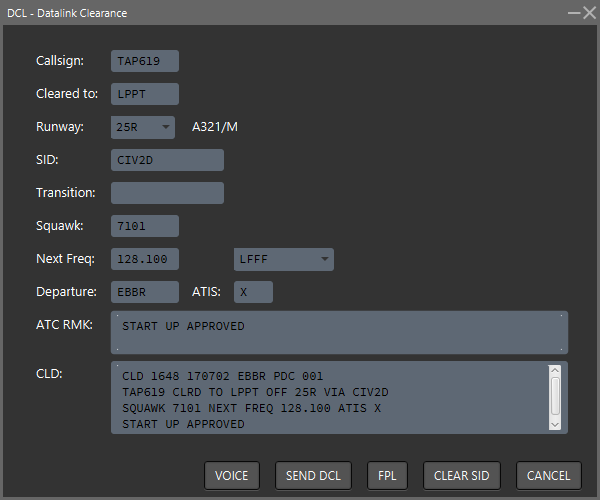 DCL - Datalink Clearance
Callsign: TAP619
Cleared to: LPPT
Runway: 25R A321/M
SID: CIV2D
Transition:
Squawk: 7101
Next Freq: 128.100 LFFF
Departure: EBBR ATIS: X
ATC RMK: START UP APPROVED
CLD: CLD 1648 170702 EBBR PDC 001
TAP619 CLRD TO LPPT OFF 25R VIA CIV2D
SQUAWK 7101 NEXT FREQ 128.100 ATIS X
START UP APPROVED
VOICE SEND DCL FPL CLEAR SID CANCEL